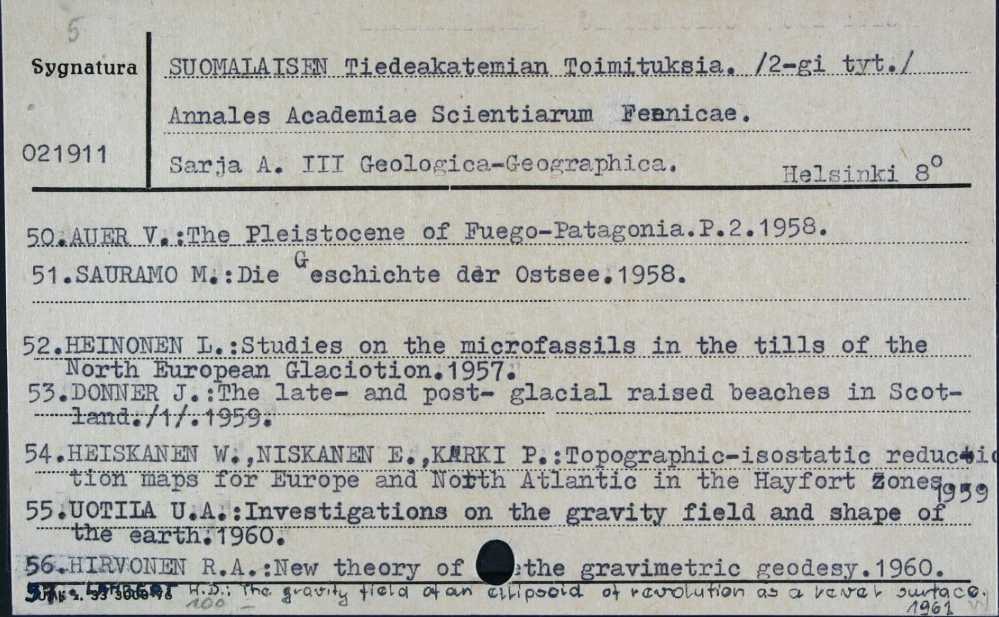 5
Sygnatura
SUOMALAISEN Tiedeakatemian Toimituksia. /2-gi tyt./
Annales Academiae Scientiarum Fennicae.
021911
Sarja A. III Geologica-Geographica. Helsinki 8°
50.AUER V.:The Pleistocene of Fuego-Patagonia.P.2.1958.
51.SAURAMO M.:Die Geschichte der Ostsee.1958.
52.HEINONEN L.:Studies on the microfassils in the tills of the
North European Glaciotion.1957.
53.DONNER J.:The late- and post- glacial raised beaches in Scot-
land./1/.1959.
54.HEISKANEN W.,NISKANEN E.,KARKI P.:Topographic-isostatic reductio
tion maps for Europe and North Atlantic in the Hayfort Zones.
1959
55.UOTILA U.A.:Investigations on the gravity field and shape of
the earth.1960.
56.HIRVONEN R.A.:New theory of the gravimetric geodesy.1960.
57. LAMBERT W.D.: The gravity field of an ellipsoid of revolution as a level surface.
100 -
1961